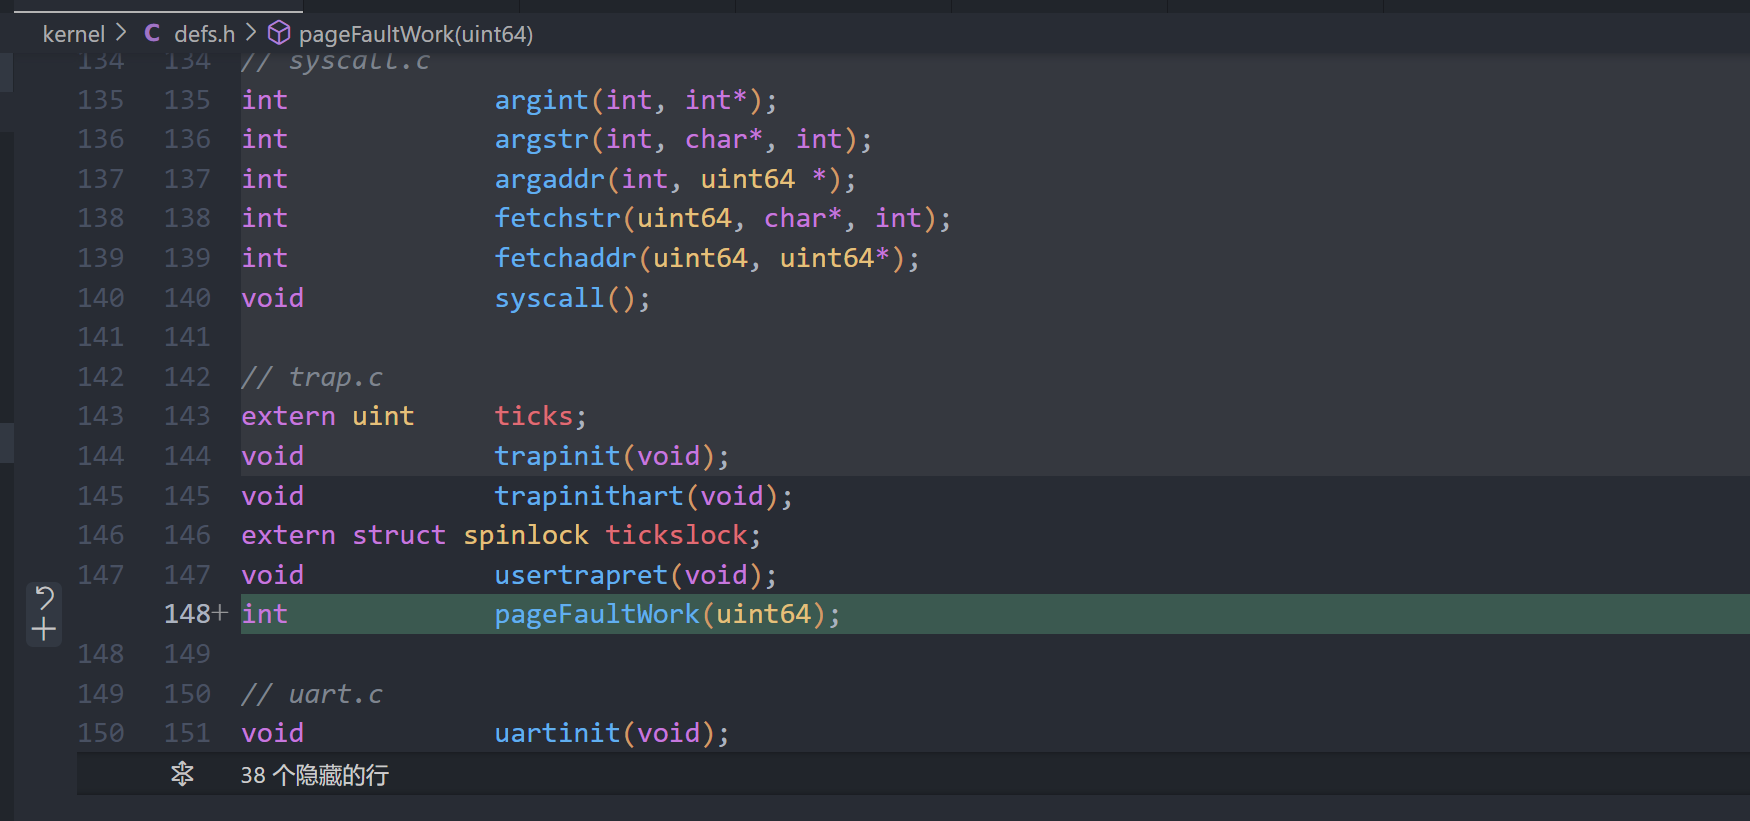 kernel > C defs.h > pageFaultWork(uint64)
134 134 // syscall.c
135 135 int argint(int, int*);
136 136 int argstr(int, char*, int);
137 137 int argaddr(int, uint64 *);
138 138 int fetchstr(uint64, char*, int);
139 139 int fetchaddr(uint64, uint64*);
140 140 void syscall();
141 141
142 142 // trap.c
143 143 extern uint ticks;
144 144 void trapinit(void);
145 145 void trapinithart(void);
146 146 extern struct spinlock tickslock;
147 147 void usertrapret(void);
148+ int pageFaultWork(uint64);
148 149
149 150 // uart.c
150 151 void uartinit(void);
38 个隐藏的行